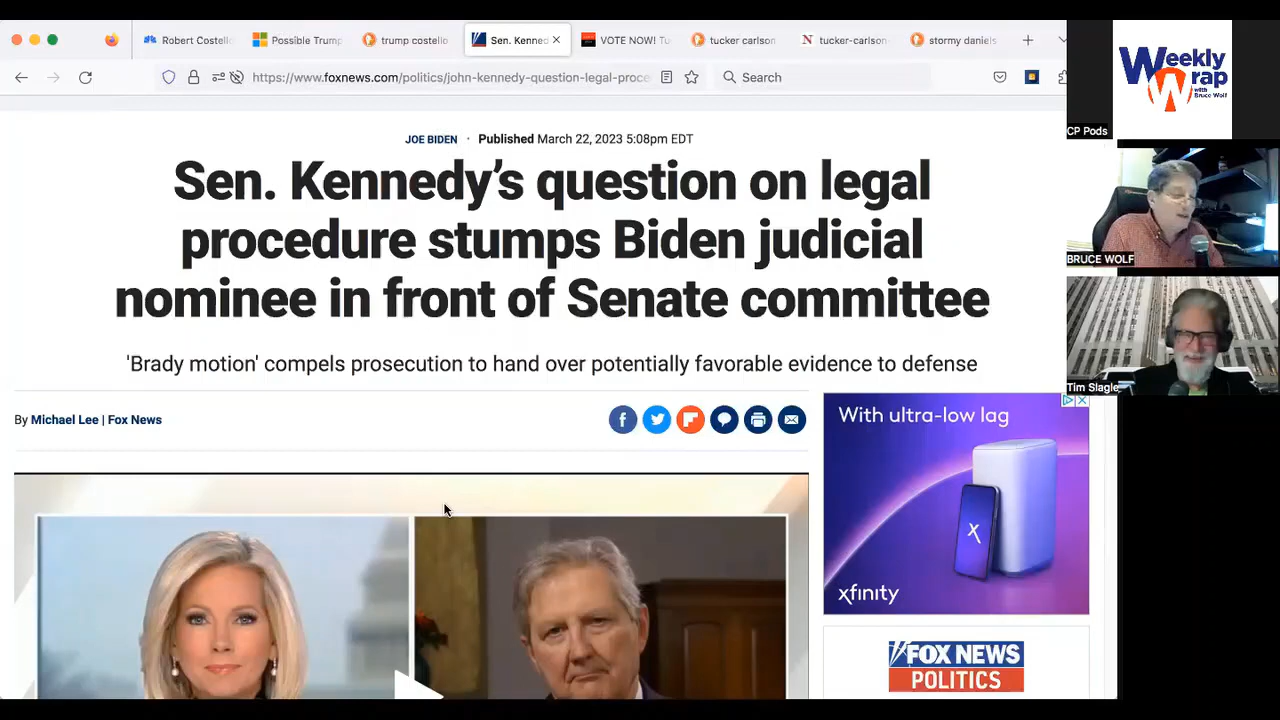 Robert Costell
Possible Trump
trump costello
Sen. Kenned
VOTE NOW! Tu
tucker carlson
tucker-carlson-
stormy daniels
https://www.foxnews.com/politics/john-kennedy-question-legal-proce
Search
JOE BIDEN · Published March 22, 2023 5:08pm EDT
Sen. Kennedy's question on legal
procedure stumps Biden judicial
nominee in front of Senate committee
'Brady motion' compels prosecution to hand over potentially favorable evidence to defense
By Michael Lee | Fox News
With ultra-low lag
X
xfinity
FOX NEWS
POLITICS
Weekly
Wrap
with
Bruce Wolf
CP Pods
BRUCE WOLF
Tim Slagle